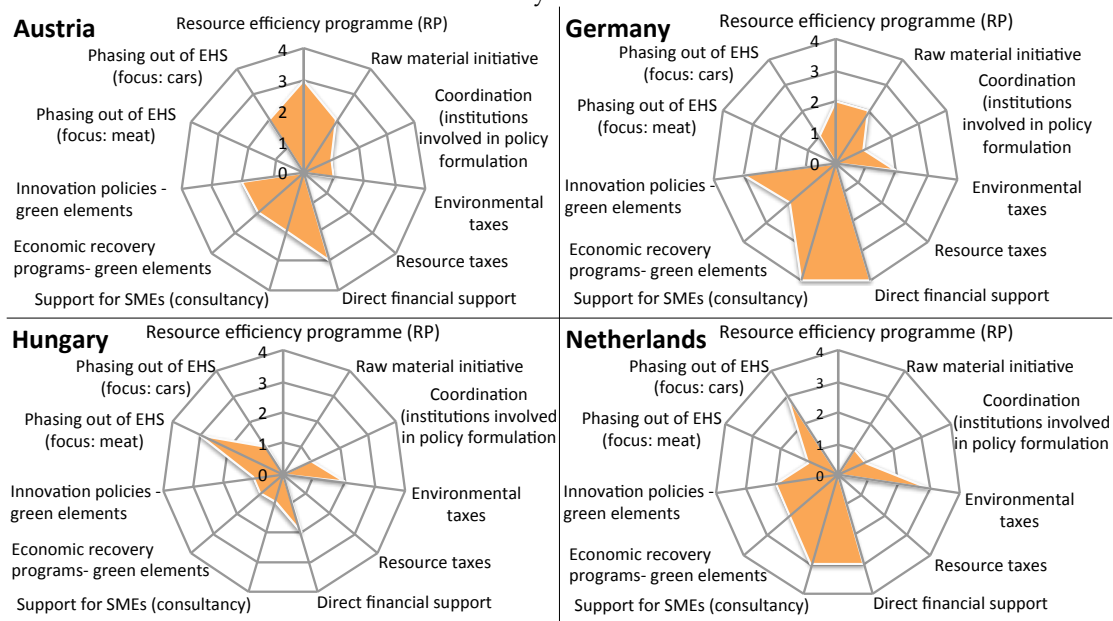 Austria
Resource efficiency programme (RP)
Raw material initiative
Coordination
(institutions
involved in policy
formulation
Environmental
taxes
Resource taxes
Direct financial support
Support for SMEs (consultancy)
Economic recovery
programs- green elements
Innovation policies -
green elements
Phasing out of EHS
(focus: meat)
Phasing out of EHS
(focus: cars)
4
3
2
1
0
Germany
Resource efficiency programme (RP)
Raw material initiative
Coordination
(institutions
involved in policy
formulation
Environmental
taxes
Resource taxes
Direct financial support
Support for SMEs (consultancy)
Economic recovery
programs- green elements
Innovation policies -
green elements
Phasing out of EHS
(focus: meat)
Phasing out of EHS
(focus: cars)
4
3
2
1
0
Hungary
Resource efficiency programme (RP)
Raw material initiative
Coordination
(institutions involved
in policy formulation
Environmental
taxes
Resource taxes
Direct financial support
Support for SMEs (consultancy)
Economic recovery
programs- green elements
Innovation policies -
green elements
Phasing out of EHS
(focus: meat)
Phasing out of EHS
(focus: cars)
4
3
2
1
0
Netherlands
Resource efficiency programme (RP)
Raw material initiative
Coordination
(institutions involved
in policy formulation
Environmental
taxes
Resource taxes
Direct financial support
Support for SMEs (consultancy)
Economic recovery
programs- green elements
Innovation policies -
green elements
Phasing out of EHS
(focus: meat)
Phasing out of EHS
(focus: cars)
4
3
2
1
0